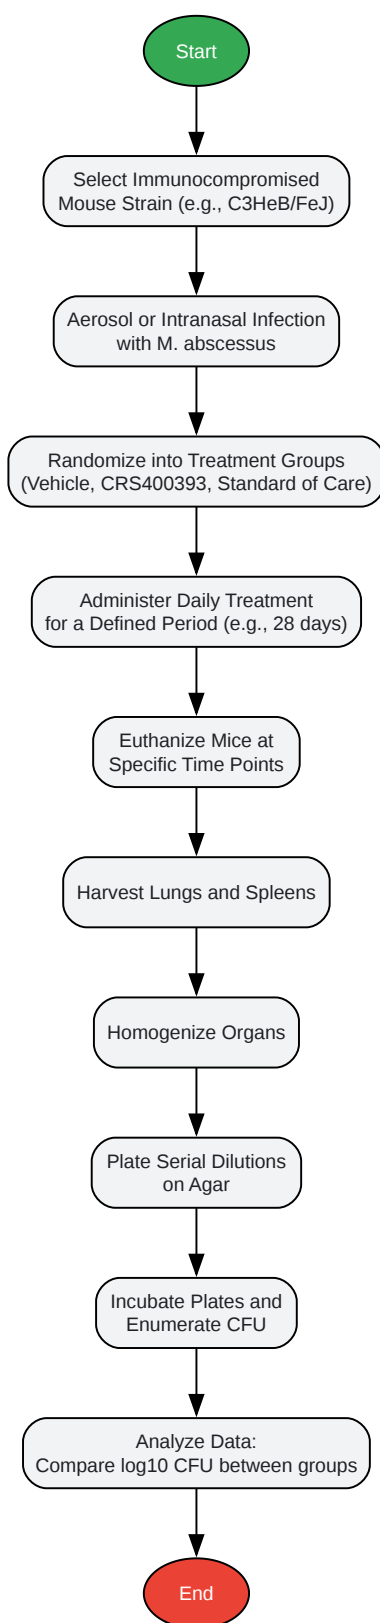 Start
Select Immunocompromised
Mouse Strain (e.g., C3HeB/FeJ)
Aerosol or Intranasal Infection
with M. abscessus
Randomize into Treatment Groups
(Vehicle, CRS400393, Standard of Care)
Administer Daily Treatment
for a Defined Period (e.g., 28 days)
Euthanize Mice at
Specific Time Points
Harvest Lungs and Spleens
Homogenize Organs
Plate Serial Dilutions
on Agar
Incubate Plates and
Enumerate CFU
Analyze Data:
Compare log10 CFU between groups
End